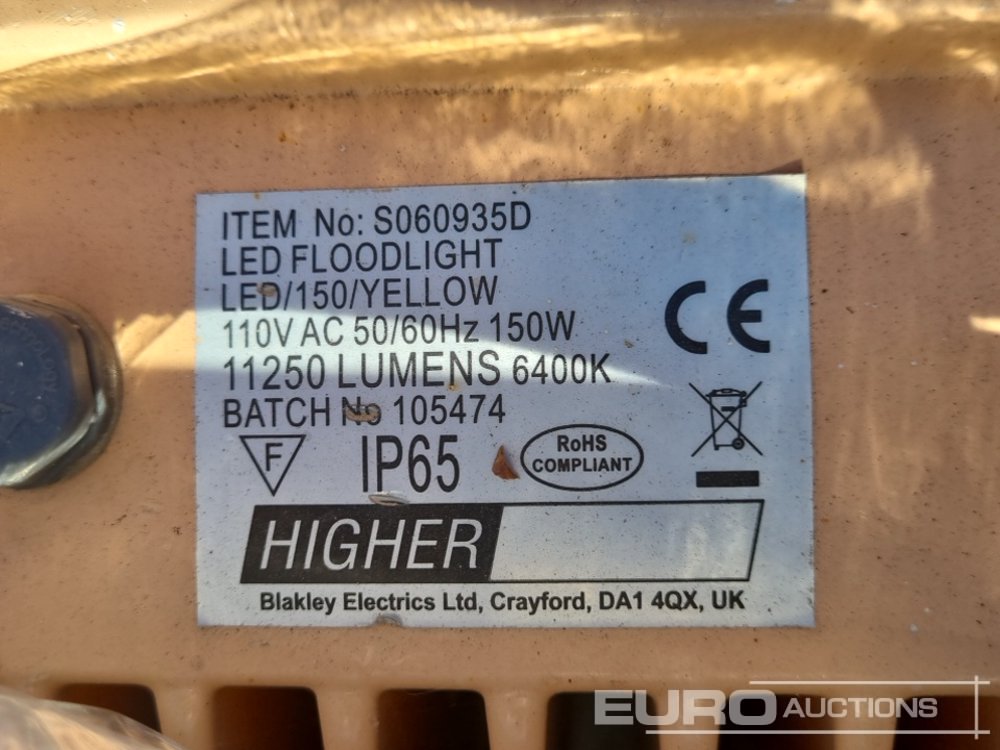 ITEM No: S060935D
LED FLOODLIGHT
LED/150/YELLOW
110V AC 50/60Hz 150W
11250 LUMENS 6400K
BATCH No 105474
F
IP65
RoHS
COMPLIANT
CE
HIGHER
Blakley Electrics Ltd, Crayford, DA1 4QX, UK
EURO AUCTIONS